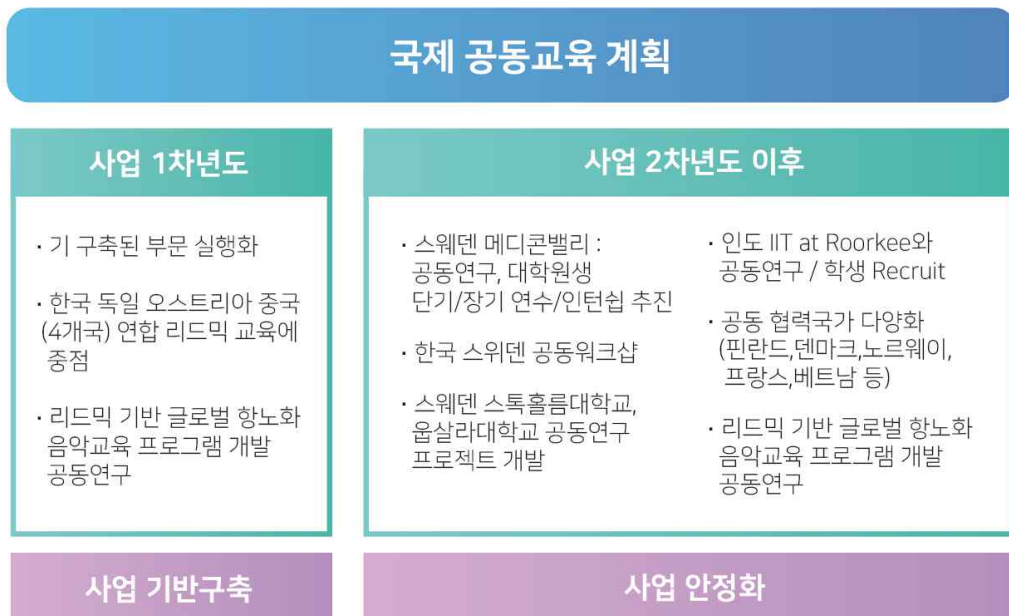 국제 공동교육 계획
사업 1차년도
· 기 구축된 부문 실행화
· 한국 독일 오스트리아 중국
(4개국) 연합 리드믹 교육에
중점
· 리드믹 기반 글로벌 항노화
음악교육 프로그램 개발
공동연구
사업 기반구축
사업 2차년도 이후
· 스웨덴 메디콘밸리 :
공동연구, 대학원생
단기/장기 연수/인턴쉽 추진
· 한국 스위덴 공동워크샵
· 스웨덴 스톡홀름대학교,
웁살라대학교 공동연구
프로젝트 개발
· 인도 IIT at Roorkee와
공동연구 / 학생 Recruit
· 공동 협력국가 다양화
(핀란드,덴마크,노르웨이,
프랑스,베트남 등)
· 리드믹 기반 글로벌 항노화
음악교육 프로그램 개발
공동연구
사업 안정화